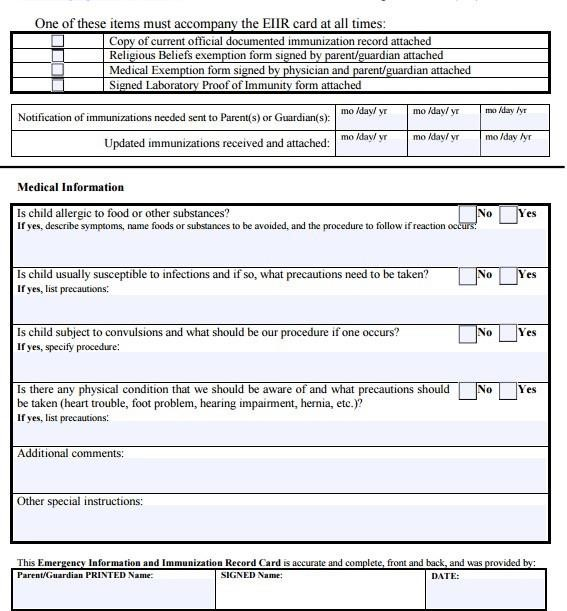 One of these items must accompany the EIIR card at all times:
Copy of current official documented immunization record attached
Religious Beliefs exemption form signed by parent/guardian attached
Medical Exemption form signed by physician and parent/guardian attached
Signed Laboratory Proof of Immunity form attached
Notification of immunizations needed sent to Parent(s) or Guardian(s): mo /day/ yr mo /day/ yr mo /day /yr
Updated immunizations received and attached: mo /day/ yr mo /day/ yr mo /day /yr
Medical Information
Is child allergic to food or other substances? No Yes
If yes, describe symptoms, name foods or substances to be avoided, and the procedure to follow if reaction occurs:
Is child usually susceptible to infections and if so, what precautions need to be taken? No Yes
If yes, list precautions:
Is child subject to convulsions and what should be our procedure if one occurs? No Yes
If yes, specify procedure:
Is there any physical condition that we should be aware of and what precautions should No Yes
be taken (heart trouble, foot problem, hearing impairment, hernia, etc.)?
If yes, list precautions:
Additional comments:
Other special instructions:
This Emergency Information and Immunization Record Card is accurate and complete, front and back, and was provided by:
Parent/Guardian PRINTED Name: SIGNED Name: DATE: